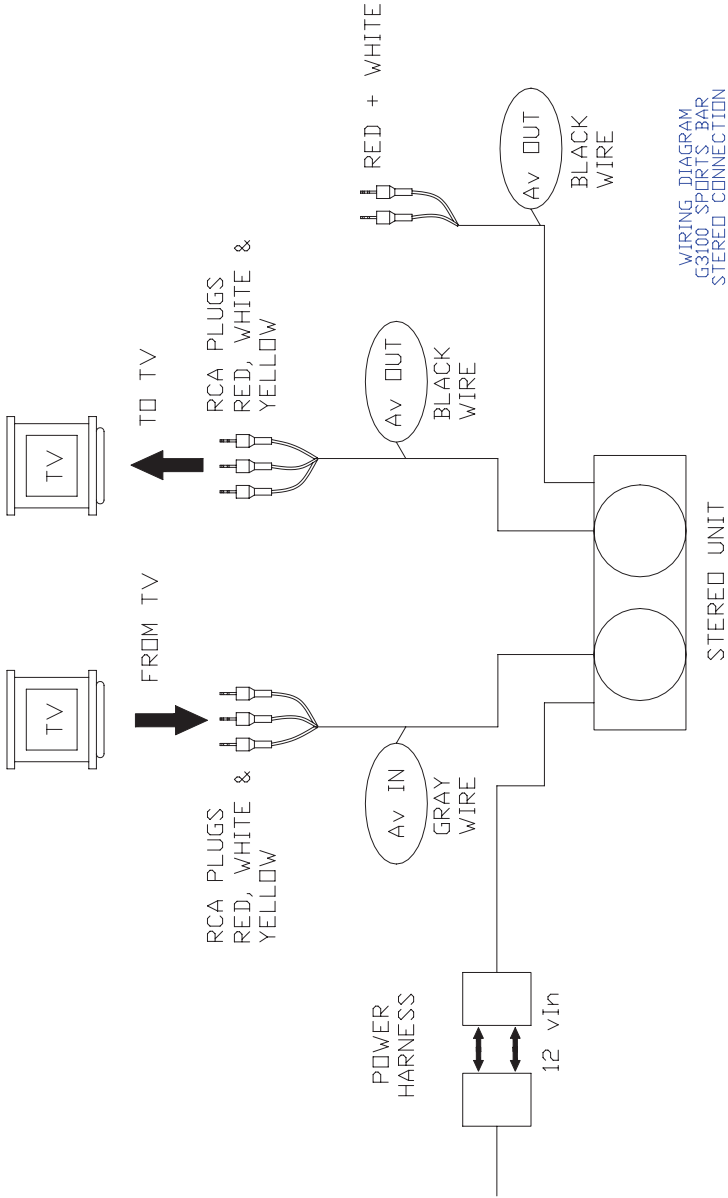 TV
TV
FROM TV
TO TV
RCA PLUGS
RED, WHITE &
YELLOW
RCA PLUGS
RED, WHITE &
YELLOW
RED + WHITE
POWER
HARNESS
12 vIn
Av IN
GRAY
WIRE
Av OUT
BLACK
WIRE
Av OUT
BLACK
WIRE
STEREO UNIT
WIRING DIAGRAM
G3100 SPORTS BAR
STEREO CONNECTION